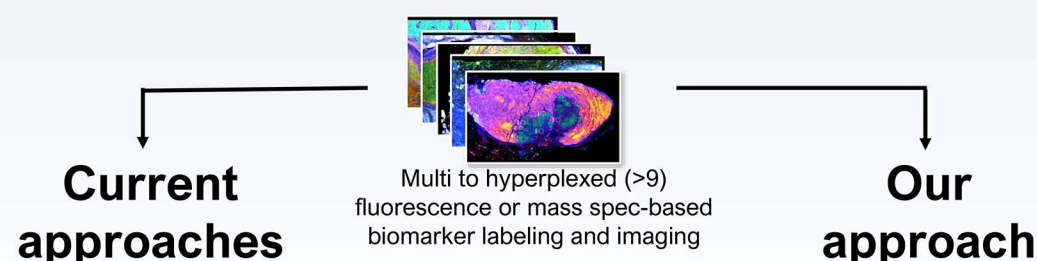 Current
approaches
Multi to hyperplexed (>9)
fluorescence or mass spec-based
biomarker labeling and imaging
Our
approach